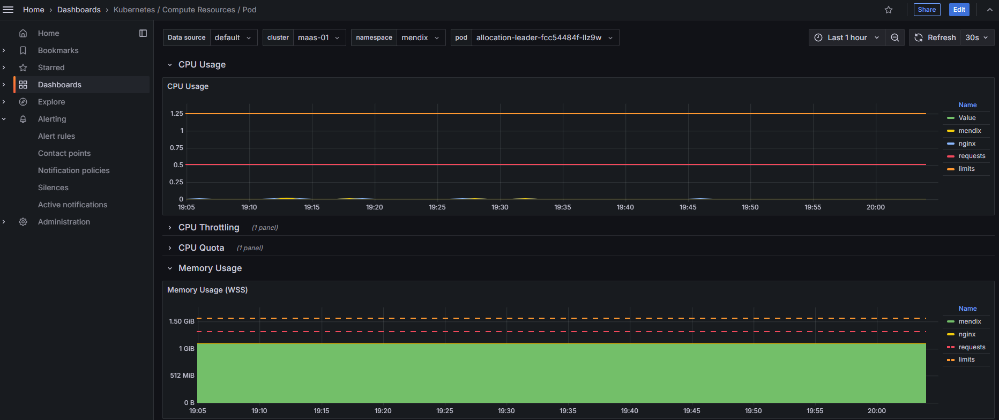 Home › Dashboards › Kubernetes / Compute Resources / Pod
Share
Edit
Home
Bookmarks
Starred
Dashboards
Explore
Alerting
Alert rules
Contact points
Notification policies
Silences
Active notifications
Administration
Data source default cluster maas-01 namespace mendix pod allocation-leader-fcc54484f-llz9w
Last 1 hour
Refresh 30s
CPU Usage
CPU Usage
1.25
1
0.75
0.5
0.25
0
19:05 19:10 19:15 19:20 19:25 19:30 19:35 19:40 19:45 19:50 19:55 20:00
Name
Value
mendix
nginx
requests
limits
CPU Throttling (1 panel)
CPU Quota (1 panel)
Memory Usage
Memory Usage (WSS)
1.50 GiB
1 GiB
512 MiB
0 B
19:05 19:10 19:15 19:20 19:25 19:30 19:35 19:40 19:45 19:50 19:55 20:00
Name
mendix
nginx
requests
limits